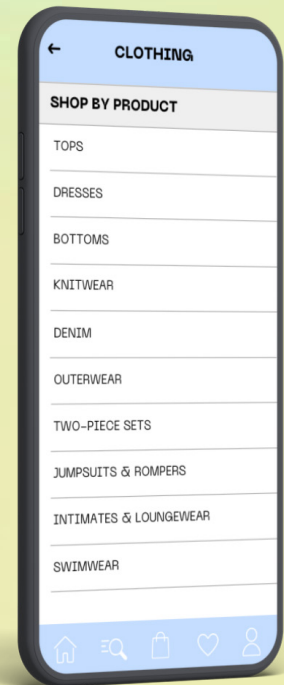 CLOTHING
SHOP BY PRODUCT
TOPS
DRESSES
BOTTOMS
KNITWEAR
DENIM
OUTERWEAR
TWO-PIECE SETS
JUMPSUITS & ROMPERS
INTIMATES & LOUNGEWEAR
SWIMWEAR